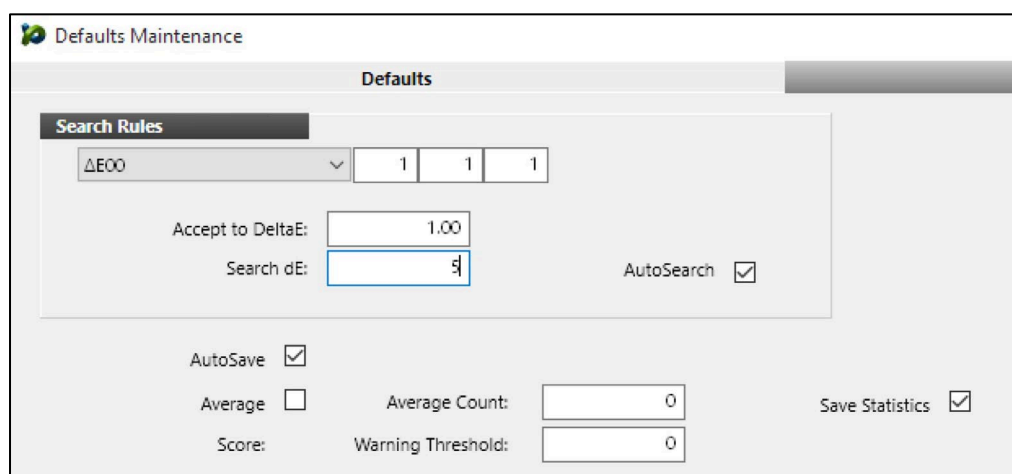 Defaults Maintenance
Defaults
Search Rules
ΔE00 1 1 1
Accept to DeltaE: 1.00
Search dE: 5 AutoSearch
AutoSave
Average Average Count: 0 Save Statistics
Score: Warning Threshold: 0